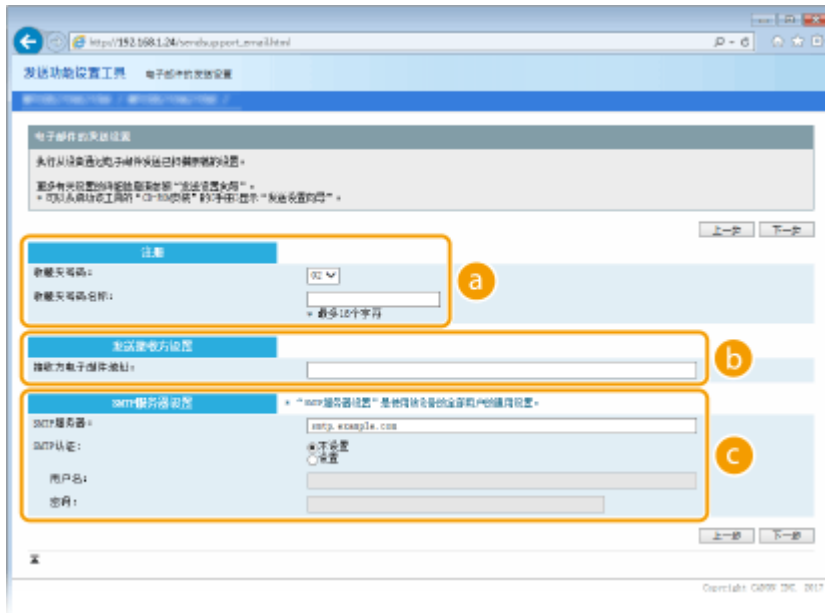 http://192.168.1.24/sendsupport_email.html
发送功能设置工具 电子邮件的发送设置
电子邮件的发送设置
执行从设备通过电子邮件发送已扫描原稿的设置。
更多有关设置的详细信息请参照“发送设置向导”。
* 可以从启动该工具的“CD-ROM安装”的[手册]显示“发送设置向导”。
上一步 下一步
注册
收藏夹号码:
02
收藏夹号码名称:
* 最多18个字符
a
发送接收方设置
接收方电子邮件地址:
b
SMTP服务器设置 * “SMTP服务器设置”是使用该设备的全部用户的通用设置。
SMTP服务器: smtp.example.com
SMTP认证: 不设置
设置
用户名:
密码:
c
上一步 下一步
Copyright CANON INC. 2017